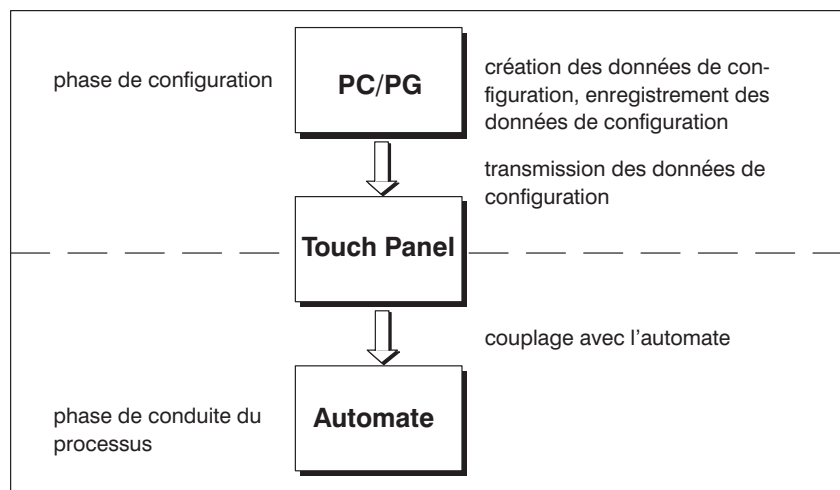 phase de configuration
PC/PG
création des données de con-
figuration, enregistrement des
données de configuration
transmission des données de
configuration
Touch Panel
couplage avec l'automate
phase de conduite du
processus
Automate